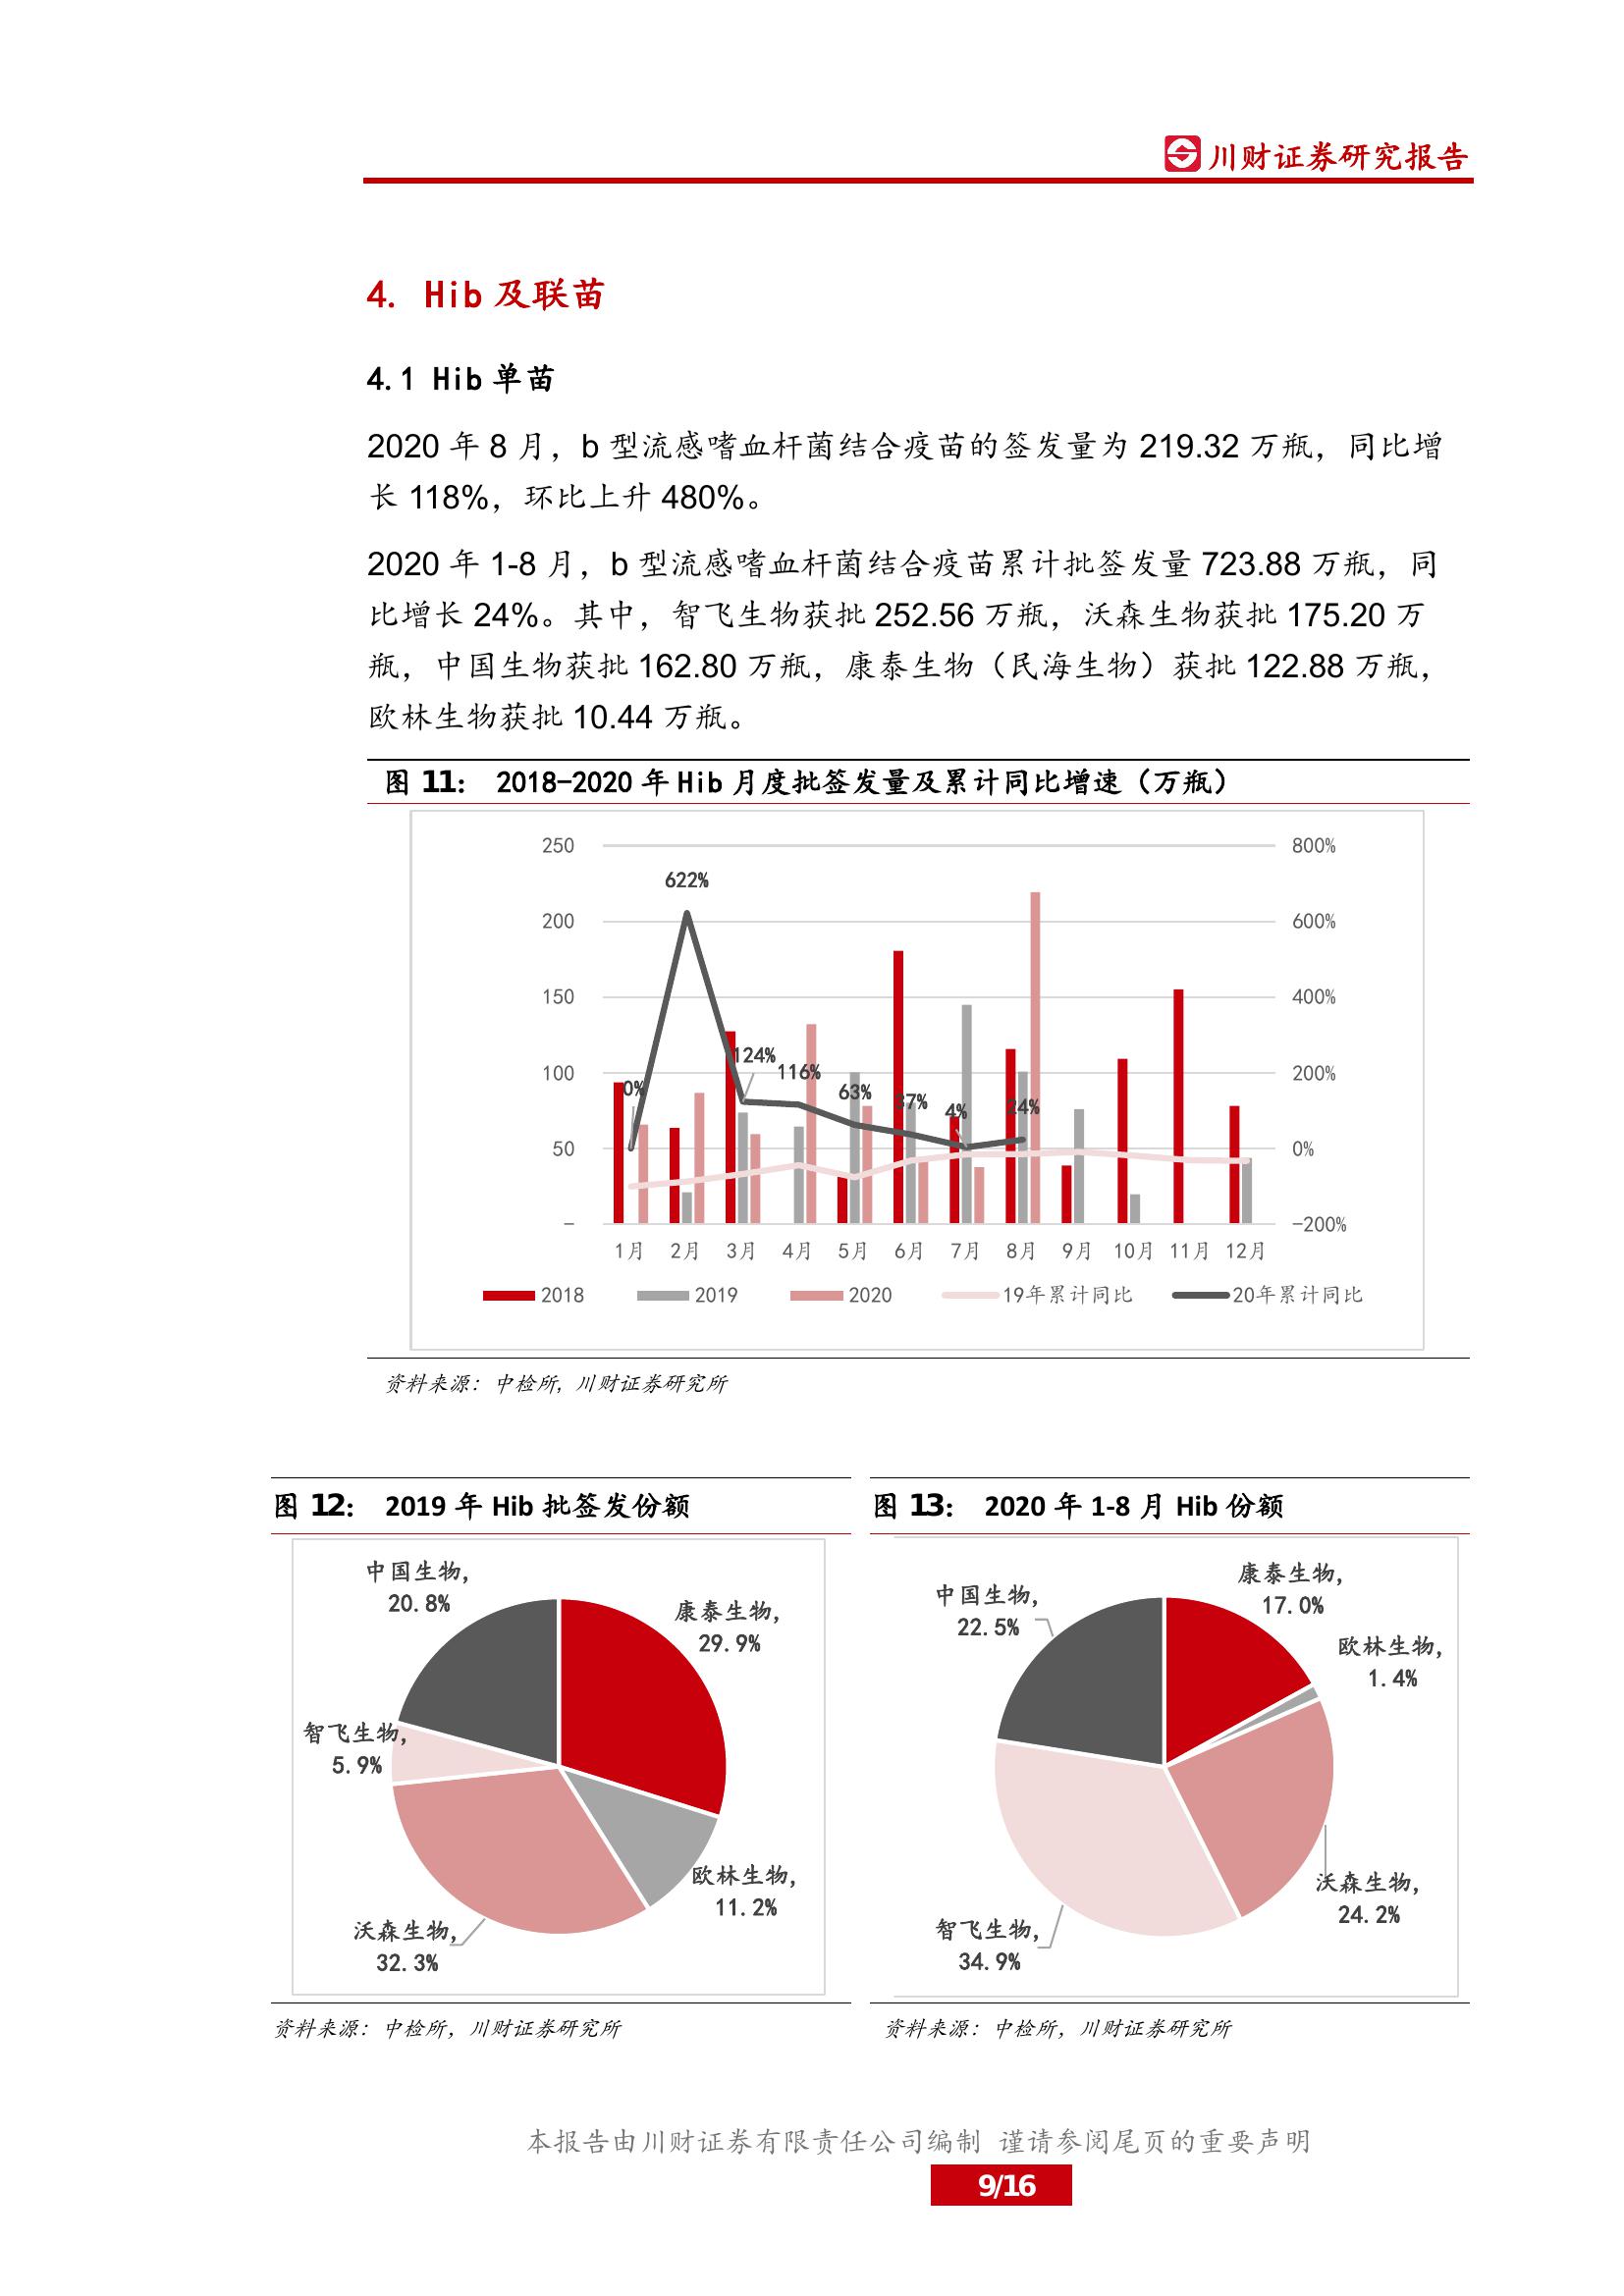 川财证券研究报告
4. Hib 及联苗
4.1 Hib 单苗
2020 年 8 月，b 型流感嗜血杆菌结合疫苗的签发量为 219.32 万瓶，同比增
长 118%，环比上升 480%。
2020 年 1-8 月，b 型流感嗜血杆菌结合疫苗累计批签发量 723.88 万瓶，同
比增长 24%。其中，智飞生物获批 252.56 万瓶，沃森生物获批 175.20 万
瓶，中国生物获批 162.80 万瓶，康泰生物（民海生物）获批 122.88 万瓶，
欧林生物获批 10.44 万瓶。
图 11： 2018-2020 年 Hib 月度批签发量及累计同比增速（万瓶）
250 800%
622%
200 600%
150 400%
124%
116%
100 200%
0% 63% 37% 4% 24%
50 0%
– -200%
1月 2月 3月 4月 5月 6月 7月 8月 9月 10月 11月 12月
2018 2019 2020 19年累计同比 20年累计同比
资料来源：中检所，川财证券研究所
图 12： 2019 年 Hib 批签发份额
中国生物,
20.8%
康泰生物,
29.9%
智飞生物,
5.9%
欧林生物,
11.2%
沃森生物,
32.3%
资料来源：中检所，川财证券研究所
图 13： 2020 年 1-8 月 Hib 份额
康泰生物,
17.0%
中国生物,
22.5%
欧林生物,
1.4%
沃森生物,
24.2%
智飞生物,
34.9%
资料来源：中检所，川财证券研究所
本报告由川财证券有限责任公司编制 谨请参阅尾页的重要声明
9/16